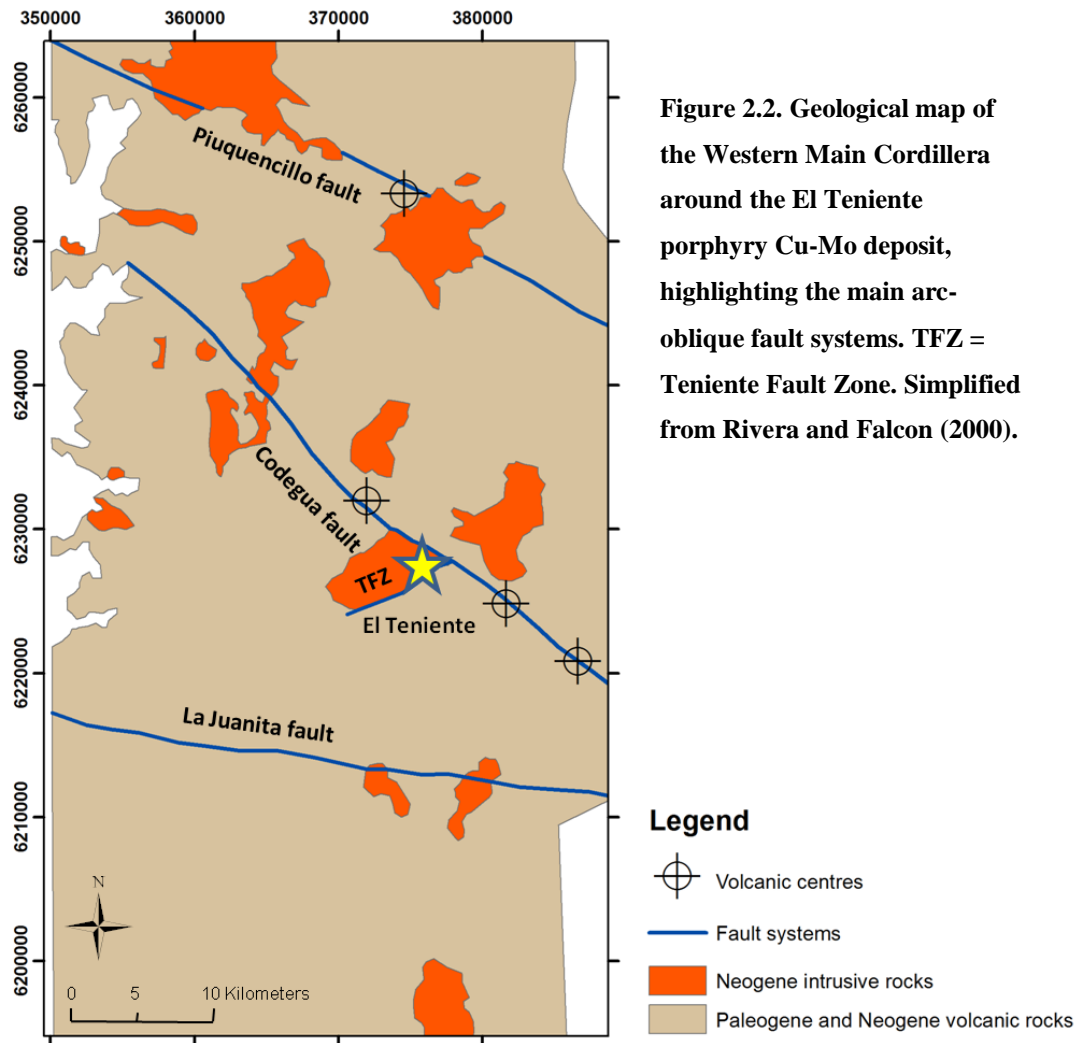 350000 360000 370000 380000
6260000
6250000
6240000
6230000
6220000
6210000
6200000
Piuquencillo fault
Codegua fault
TFZ
El Teniente
La Juanita fault
N
0 5 10 Kilometers
Figure 2.2. Geological map of
the Western Main Cordillera
around the El Teniente
porphyry Cu-Mo deposit,
highlighting the main arc-
oblique fault systems. TFZ =
Teniente Fault Zone. Simplified
from Rivera and Falcon (2000).
Legend
Volcanic centres
Fault systems
Neogene intrusive rocks
Paleogene and Neogene volcanic rocks